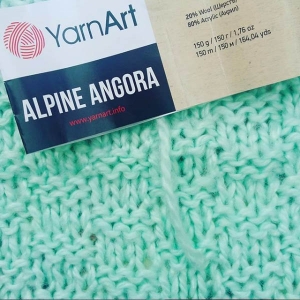 YarnArt
ALPINE ANGORA
www.yarnart.info
20% Wool (Шерсть)
80% Acrylic (Акрил)
150 g / 150 г / 1,76 oz
150 m / 150 м / 164,04 yds